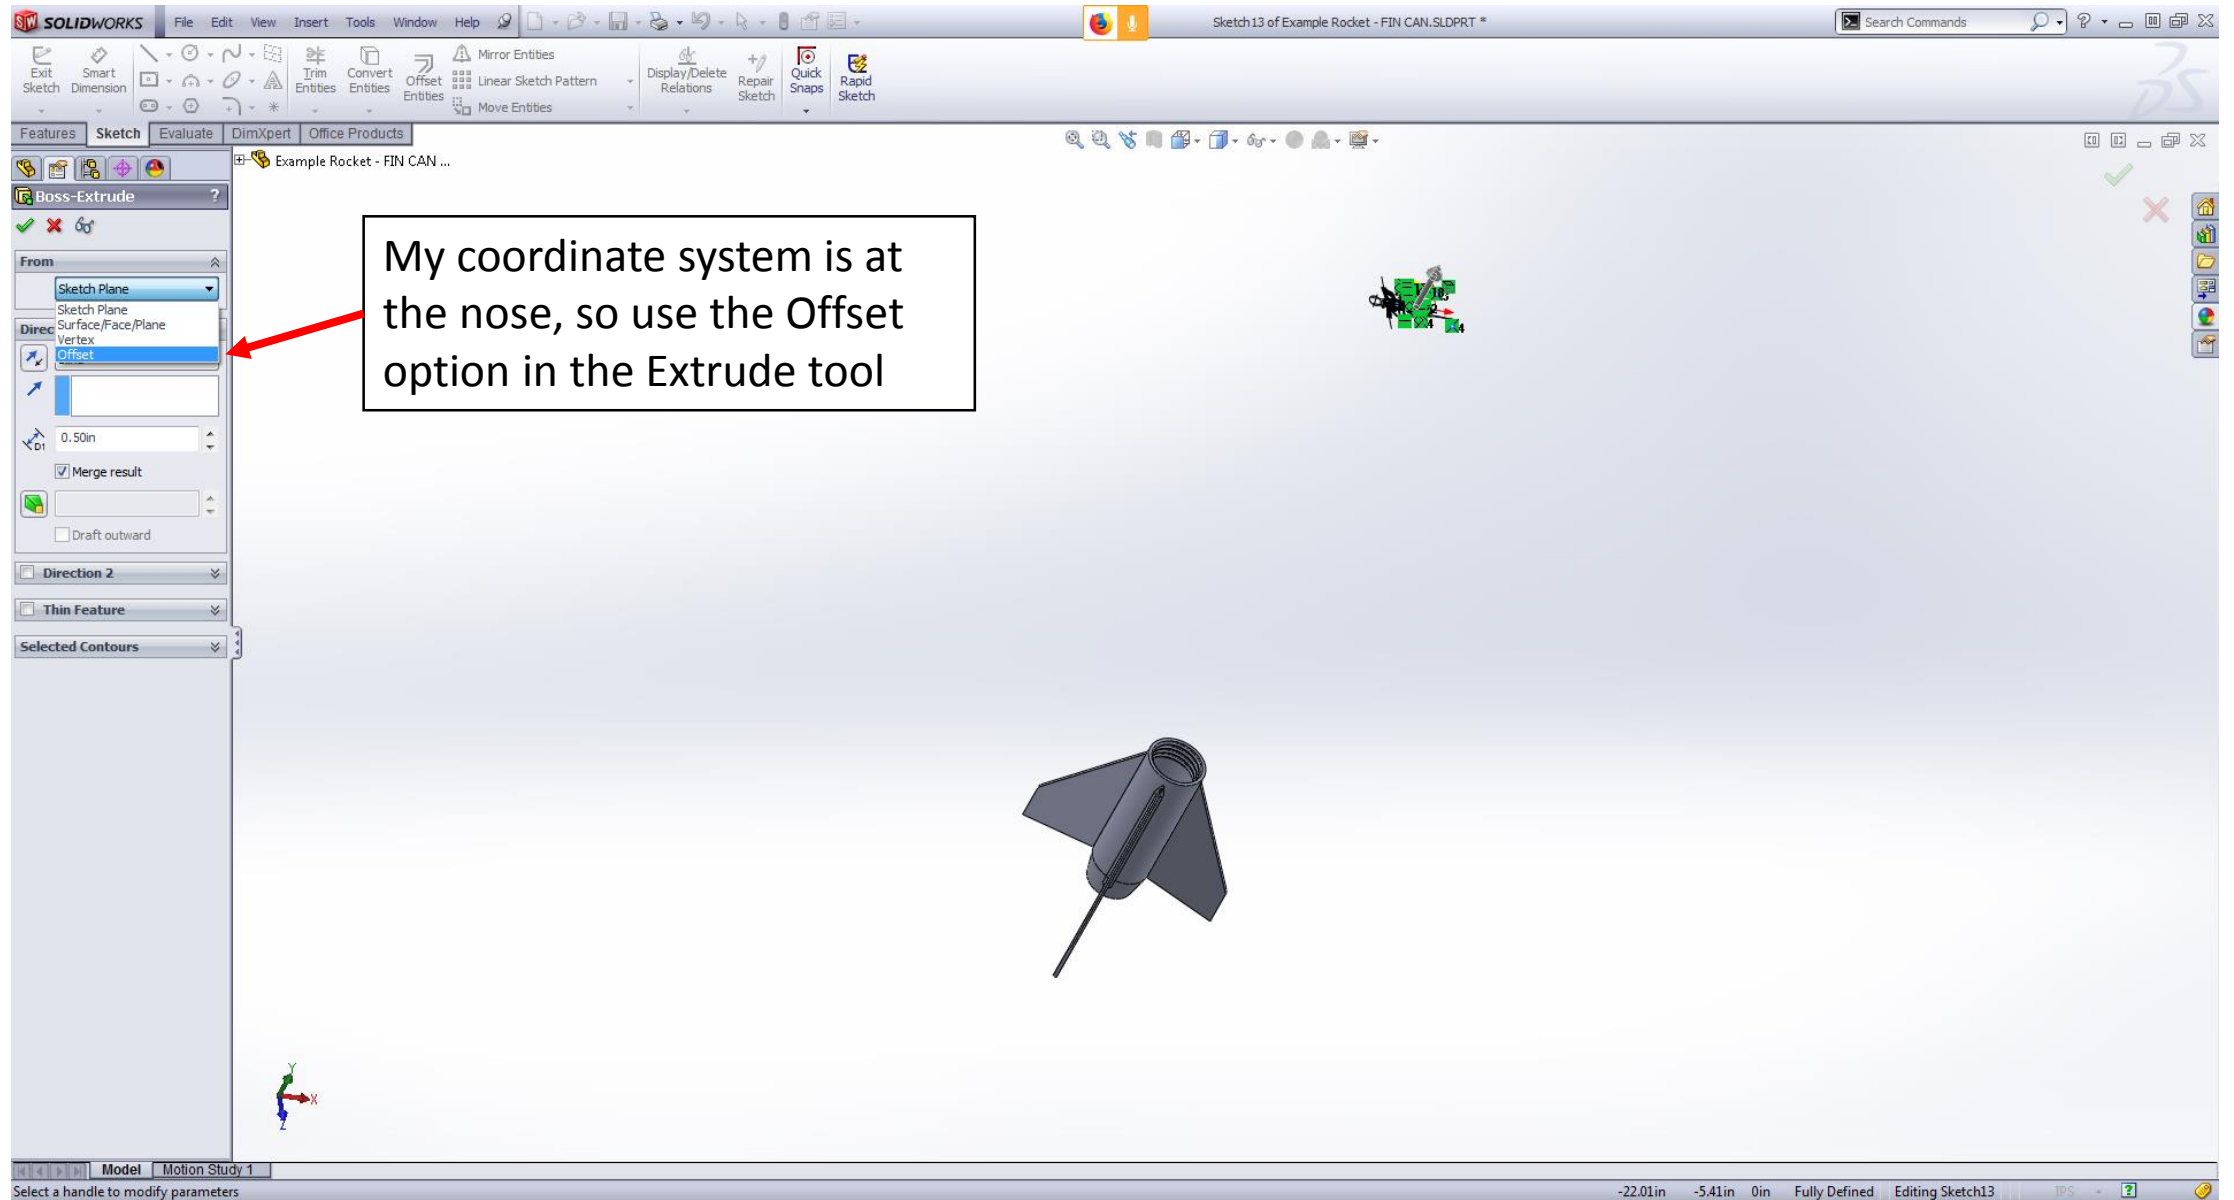 SOLIDWORKS File Edit View Insert Tools Window Help
Sketch13 of Example Rocket - FIN CAN.SLDPRT *
Search Commands
Exit Sketch
Smart Dimension
Trim Entities
Convert Entities
Offset Entities
Mirror Entities
Linear Sketch Pattern
Move Entities
Display/Delete Relations
Repair Sketch
Quick Snaps
Rapid Sketch
Features Sketch Evaluate DimXpert Office Products
Example Rocket - FIN CAN ...
Boss-Extrude ?
From
Sketch Plane
Sketch Plane
Surface/Face/Plane
Vertex
Offset
Direc
0.50in
Merge result
Draft outward
Direction 2
Thin Feature
Selected Contours
My coordinate system is at
the nose, so use the Offset
option in the Extrude tool
Y
X
Z
Model Motion Study 1
Select a handle to modify parameters
-22.01in -5.41in 0in Fully Defined Editing Sketch13 IPS